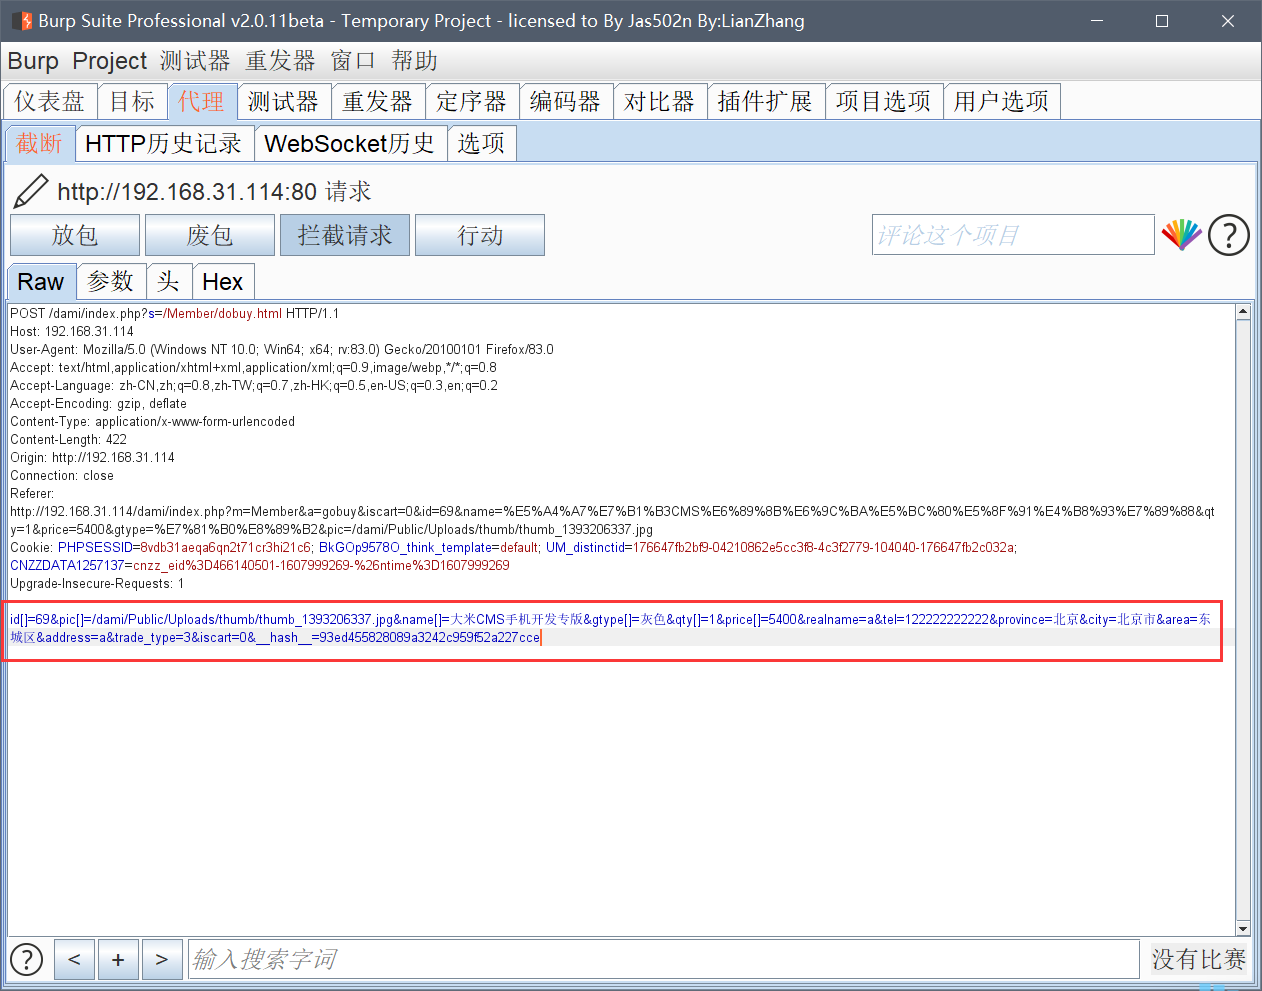 Burp Suite Professional v2.0.11beta - Temporary Project - licensed to By Jas502n By:LianZhang
Burp Project 测试器 重发器 窗口 帮助
仪表盘 目标 代理 测试器 重发器 定序器 编码器 对比器 插件扩展 项目选项 用户选项
截断 HTTP历史记录 WebSocket历史 选项
http://192.168.31.114:80 请求
放包 废包 拦截请求 行动 评论这个项目 ?
Raw 参数 头 Hex
POST /dami/index.php?s=/Member/dobuy.html HTTP/1.1
Host: 192.168.31.114
User-Agent: Mozilla/5.0 (Windows NT 10.0; Win64; x64; rv:83.0) Gecko/20100101 Firefox/83.0
Accept: text/html,application/xhtml+xml,application/xml;q=0.9,image/webp,*/*;q=0.8
Accept-Language: zh-CN,zh;q=0.8,zh-TW;q=0.7,zh-HK;q=0.5,en-US;q=0.3,en;q=0.2
Accept-Encoding: gzip, deflate
Content-Type: application/x-www-form-urlencoded
Content-Length: 422
Origin: http://192.168.31.114
Connection: close
Referer:
http://192.168.31.114/dami/index.php?m=Member&a=gobuy&iscart=0&id=69&name=%E5%A4%A7%E7%B1%B3CMS%E6%89%8B%E6%9C%BA%E5%BC%80%E5%8F%91%E4%B8%93%E7%89%88&qt
y=1&price=5400&gtype=%E7%81%B0%E8%89%B2&pic=/dami/Public/Uploads/thumb/thumb_1393206337.jpg
Cookie: PHPSESSID=8vdb31aeqa6qn2t71cr3hi21c6; BkGOp9578O_think_template=default; UM_distinctid=176647fb2bf9-04210862e5cc3f8-4c3f2779-104040-176647fb2c032a;
CNZZDATA1257137=cnzz_eid%3D466140501-1607999269-%26ntime%3D1607999269
Upgrade-Insecure-Requests: 1
id[]=69&pic[]=/dami/Public/Uploads/thumb/thumb_1393206337.jpg&name[]=大米CMS手机开发专版&gtype[]=灰色&qty[]=1&price[]=5400&realname=a&tel=122222222222&province=北京&city=北京市&area=东
城区&address=a&trade_type=3&iscart=0&__hash__=93ed455828089a3242c959f52a227cce
? < + > 输入搜索字词 没有比赛